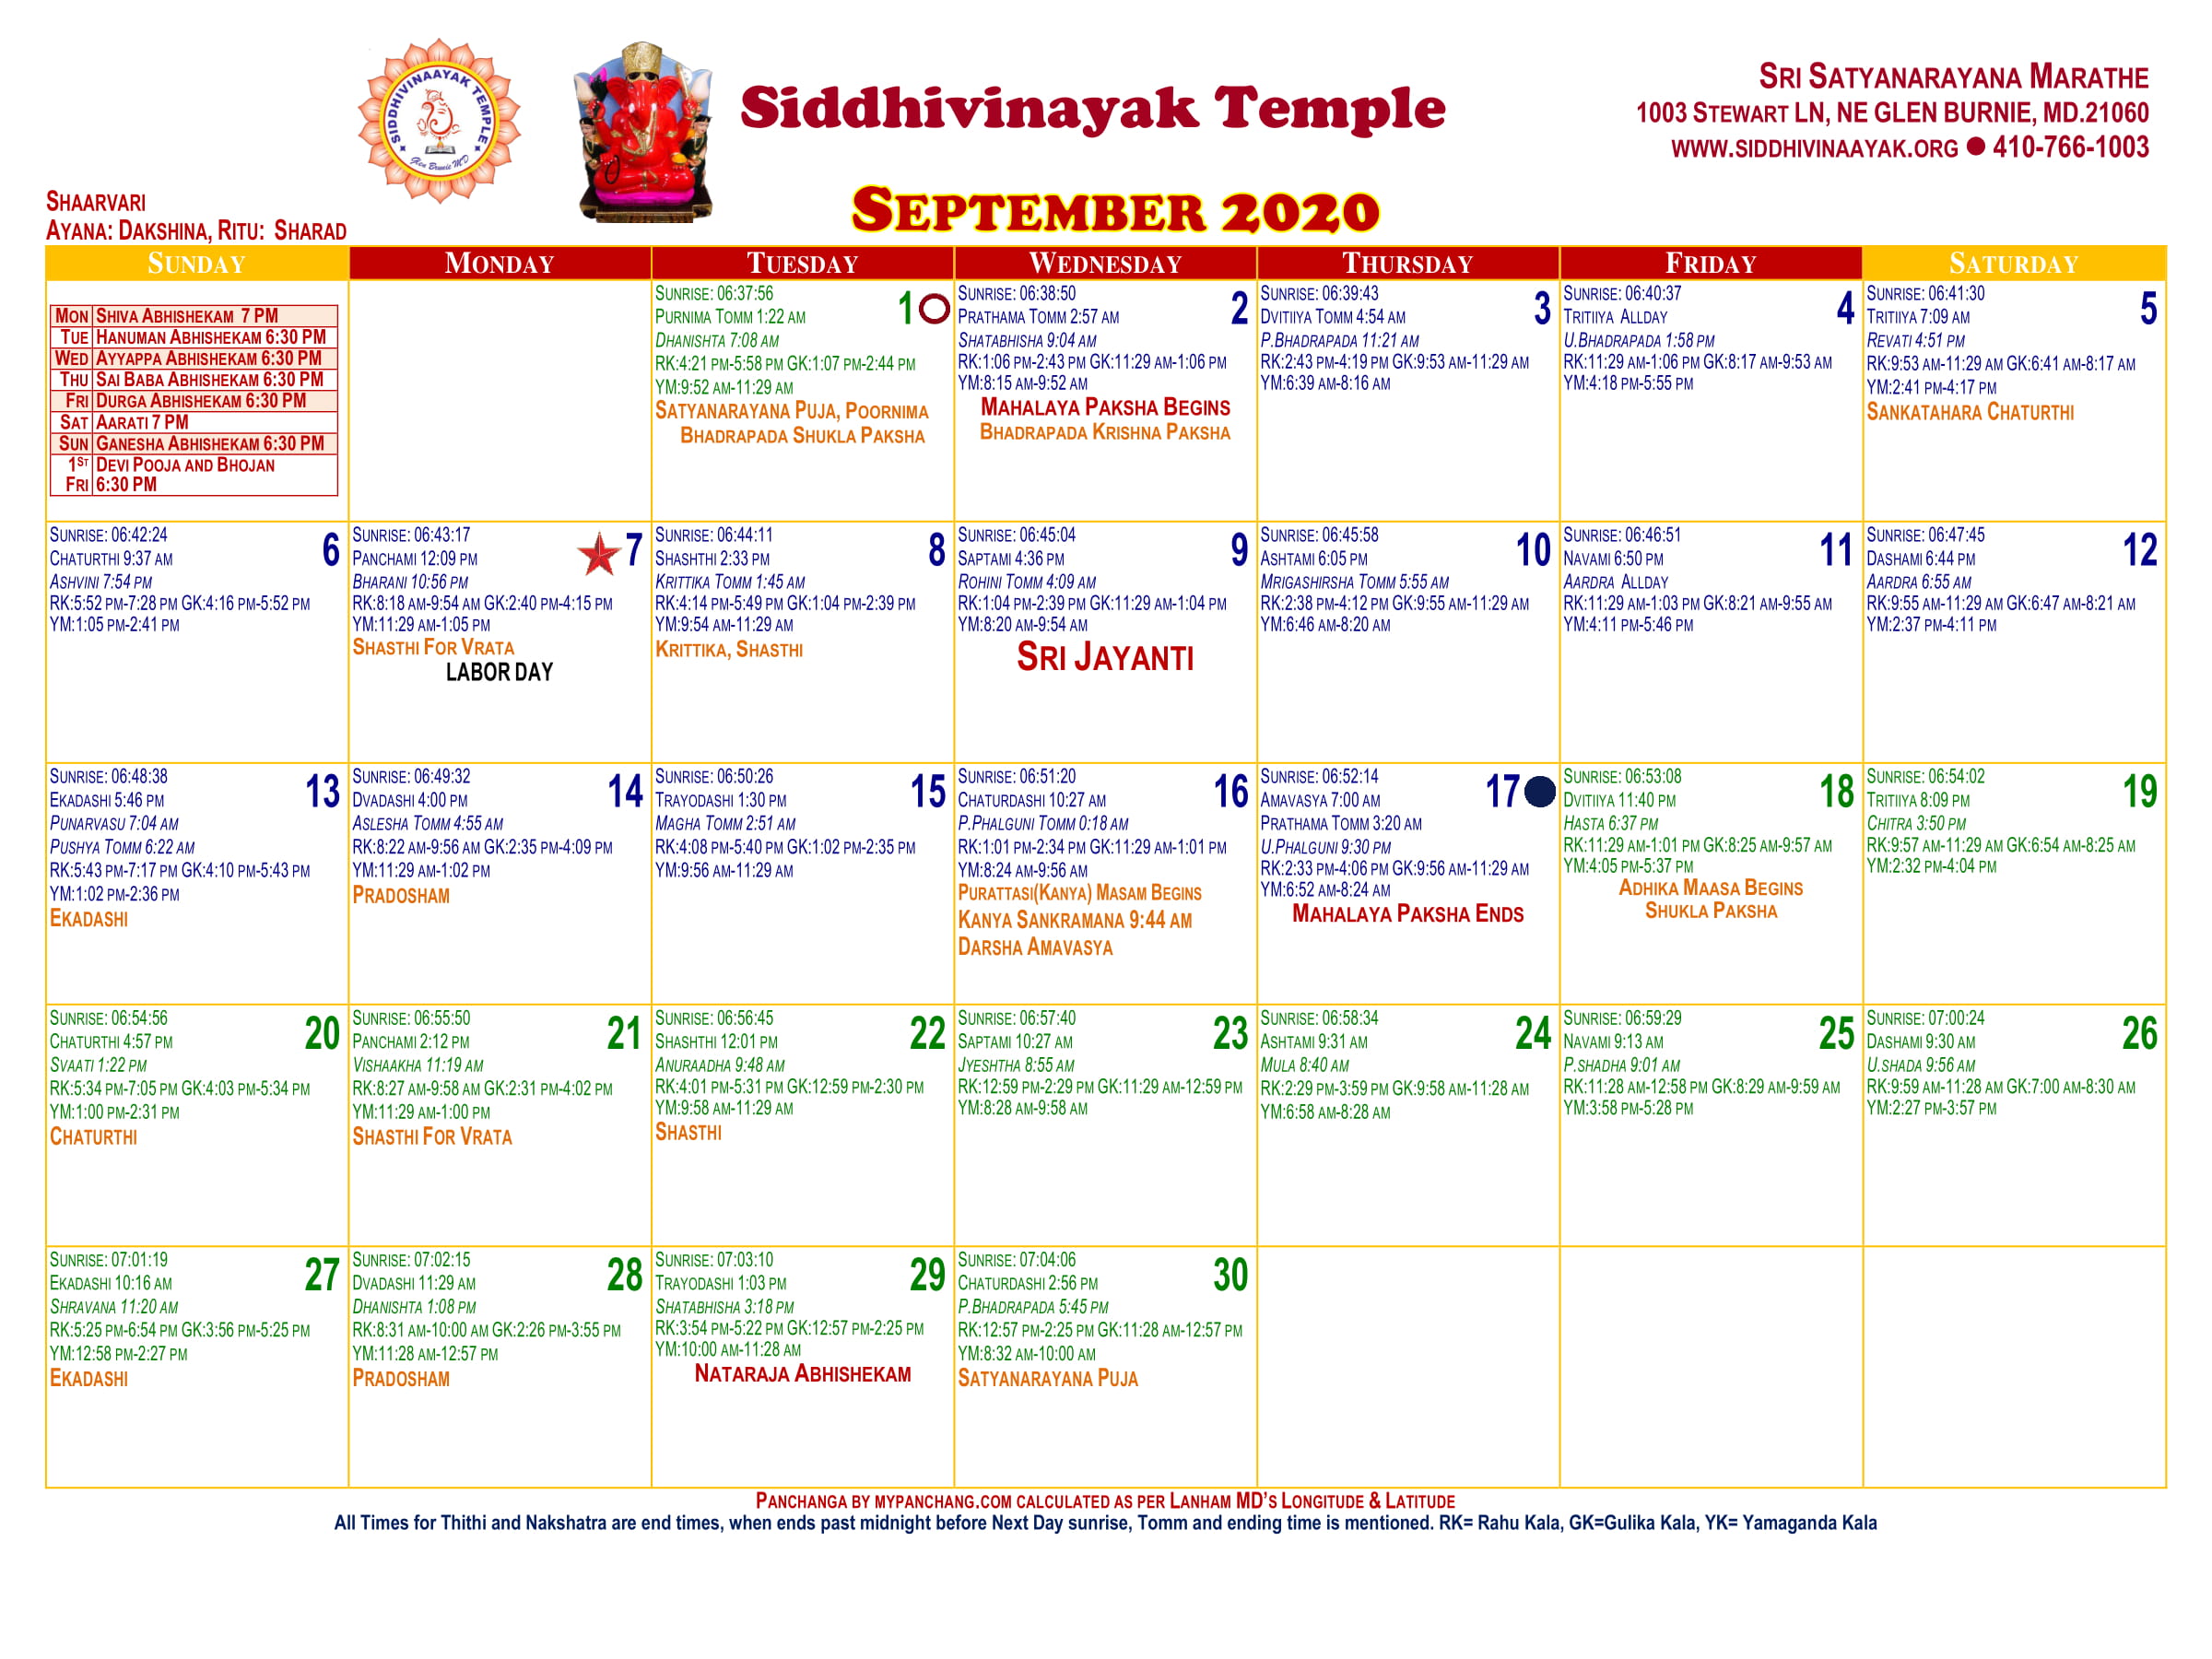 SIDDHIVINAAYAK TEMPLE
Glen Burnie MD
Siddhivinayak Temple
SRI SATYANARAYANA MARATHE
1003 STEWART LN, NE GLEN BURNIE, MD.21060
WWW.SIDDHIVINAAYAK.ORG ● 410-766-1003
SEPTEMBER 2020
SHAARVARI
AYANA: DAKSHINA, RITU: SHARAD
SUNDAY MONDAY TUESDAY WEDNESDAY THURSDAY FRIDAY SATURDAY
MON SHIVA ABHISHEKAM 7 PM
TUE HANUMAN ABHISHEKAM 6:30 PM
WED AYYAPPA ABHISHEKAM 6:30 PM
THU SAI BABA ABHISHEKAM 6:30 PM
FRI DURGA ABHISHEKAM 6:30 PM
SAT AARATI 7 PM
SUN GANESHA ABHISHEKAM 6:30 PM
1ST DEVI POOJA AND BHOJAN
FRI 6:30 PM
SUNRISE: 06:37:56
1
PURNIMA TOMM 1:22 AM
DHANISHTA 7:08 AM
RK:4:21 PM-5:58 PM GK:1:07 PM-2:44 PM
YM:9:52 AM-11:29 AM
SATYANARAYANA PUJA, POORNIMA
BHADRAPADA SHUKLA PAKSHA
SUNRISE: 06:38:50
2
PRATHAMA TOMM 2:57 AM
SHATABHISHA 9:04 AM
RK:1:06 PM-2:43 PM GK:11:29 AM-1:06 PM
YM:8:15 AM-9:52 AM
MAHALAYA PAKSHA BEGINS
BHADRAPADA KRISHNA PAKSHA
SUNRISE: 06:39:43
3
DVITIIYA TOMM 4:54 AM
P.BHADRAPADA 11:21 AM
RK:2:43 PM-4:19 PM GK:9:53 AM-11:29 AM
YM:6:39 AM-8:16 AM
SUNRISE: 06:40:37
4
TRITIIYA ALLDAY
U.BHADRAPADA 1:58 PM
RK:11:29 AM-1:06 PM GK:8:17 AM-9:53 AM
YM:4:18 PM-5:55 PM
SUNRISE: 06:41:30
5
TRITIIYA 7:09 AM
REVATI 4:51 PM
RK:9:53 AM-11:29 AM GK:6:41 AM-8:17 AM
YM:2:41 PM-4:17 PM
SANKATAHARA CHATURTHI
SUNRISE: 06:42:24
6
CHATURTHI 9:37 AM
ASHVINI 7:54 PM
RK:5:52 PM-7:28 PM GK:4:16 PM-5:52 PM
YM:1:05 PM-2:41 PM
SUNRISE: 06:43:17
7
PANCHAMI 12:09 PM
BHARANI 10:56 PM
RK:8:18 AM-9:54 AM GK:2:40 PM-4:15 PM
YM:11:29 AM-1:05 PM
SHASTHI FOR VRATA
LABOR DAY
SUNRISE: 06:44:11
8
SHASHTHI 2:33 PM
KRITTIKA TOMM 1:45 AM
RK:4:14 PM-5:49 PM GK:1:04 PM-2:39 PM
YM:9:54 AM-11:29 AM
KRITTIKA, SHASTHI
SUNRISE: 06:45:04
9
SAPTAMI 4:36 PM
ROHINI TOMM 4:09 AM
RK:1:04 PM-2:39 PM GK:11:29 AM-1:04 PM
YM:8:20 AM-9:54 AM
SRI JAYANTI
SUNRISE: 06:45:58
10
ASHTAMI 6:05 PM
MRIGASHIRSHA TOMM 5:55 AM
RK:2:38 PM-4:12 PM GK:9:55 AM-11:29 AM
YM:6:46 AM-8:20 AM
SUNRISE: 06:46:51
11
NAVAMI 6:50 PM
AARDRA ALLDAY
RK:11:29 AM-1:03 PM GK:8:21 AM-9:55 AM
YM:4:11 PM-5:46 PM
SUNRISE: 06:47:45
12
DASHAMI 6:44 PM
AARDRA 6:55 AM
RK:9:55 AM-11:29 AM GK:6:47 AM-8:21 AM
YM:2:37 PM-4:11 PM
SUNRISE: 06:48:38
13
EKADASHI 5:46 PM
PUNARVASU 7:04 AM
PUSHYA TOMM 6:22 AM
RK:5:43 PM-7:17 PM GK:4:10 PM-5:43 PM
YM:1:02 PM-2:36 PM
EKADASHI
SUNRISE: 06:49:32
14
DVADASHI 4:00 PM
ASLESHA TOMM 4:55 AM
RK:8:22 AM-9:56 AM GK:2:35 PM-4:09 PM
YM:11:29 AM-1:02 PM
PRADOSHAM
SUNRISE: 06:50:26
15
TRAYODASHI 1:30 PM
MAGHA TOMM 2:51 AM
RK:4:08 PM-5:40 PM GK:1:02 PM-2:35 PM
YM:9:56 AM-11:29 AM
SUNRISE: 06:51:20
16
CHATURDASHI 10:27 AM
P.PHALGUNI TOMM 0:18 AM
RK:1:01 PM-2:34 PM GK:11:29 AM-1:01 PM
YM:8:24 AM-9:56 AM
PURATTASI(KANYA) MASAM BEGINS
KANYA SANKRAMANA 9:44 AM
DARSHA AMAVASYA
SUNRISE: 06:52:14
17
AMAVASYA 7:00 AM
PRATHAMA TOMM 3:20 AM
U.PHALGUNI 9:30 PM
RK:2:33 PM-4:06 PM GK:9:56 AM-11:29 AM
YM:6:52 AM-8:24 AM
MAHALAYA PAKSHA ENDS
SUNRISE: 06:53:08
18
DVITIIYA 11:40 PM
HASTA 6:37 PM
RK:11:29 AM-1:01 PM GK:8:25 AM-9:57 AM
YM:4:05 PM-5:37 PM
ADHIKA MAASA BEGINS
SHUKLA PAKSHA
SUNRISE: 06:54:02
19
TRITIIYA 8:09 PM
CHITRA 3:50 PM
RK:9:57 AM-11:29 AM GK:6:54 AM-8:25 AM
YM:2:32 PM-4:04 PM
SUNRISE: 06:54:56
20
CHATURTHI 4:57 PM
SVAATI 1:22 PM
RK:5:34 PM-7:05 PM GK:4:03 PM-5:34 PM
YM:1:00 PM-2:31 PM
CHATURTHI
SUNRISE: 06:55:50
21
PANCHAMI 2:12 PM
VISHAAKHA 11:19 AM
RK:8:27 AM-9:58 AM GK:2:31 PM-4:02 PM
YM:11:29 AM-1:00 PM
SHASTHI FOR VRATA
SUNRISE: 06:56:45
22
SHASHTHI 12:01 PM
ANURAADHA 9:48 AM
RK:4:01 PM-5:31 PM GK:12:59 PM-2:30 PM
YM:9:58 AM-11:29 AM
SHASTHI
SUNRISE: 06:57:40
23
SAPTAMI 10:27 AM
JYESHTHA 8:55 AM
RK:12:59 PM-2:29 PM GK:11:29 AM-12:59 PM
YM:8:28 AM-9:58 AM
SUNRISE: 06:58:34
24
ASHTAMI 9:31 AM
MULA 8:40 AM
RK:2:29 PM-3:59 PM GK:9:58 AM-11:28 AM
YM:6:58 AM-8:28 AM
SUNRISE: 06:59:29
25
NAVAMI 9:13 AM
P.SHADHA 9:01 AM
RK:11:28 AM-12:58 PM GK:8:29 AM-9:59 AM
YM:3:58 PM-5:28 PM
SUNRISE: 07:00:24
26
DASHAMI 9:30 AM
U.SHADA 9:56 AM
RK:9:59 AM-11:28 AM GK:7:00 AM-8:30 AM
YM:2:27 PM-3:57 PM
SUNRISE: 07:01:19
27
EKADASHI 10:16 AM
SHRAVANA 11:20 AM
RK:5:25 PM-6:54 PM GK:3:56 PM-5:25 PM
YM:12:58 PM-2:27 PM
EKADASHI
SUNRISE: 07:02:15
28
DVADASHI 11:29 AM
DHANISHTA 1:08 PM
RK:8:31 AM-10:00 AM GK:2:26 PM-3:55 PM
YM:11:28 AM-12:57 PM
PRADOSHAM
SUNRISE: 07:03:10
29
TRAYODASHI 1:03 PM
SHATABHISHA 3:18 PM
RK:3:54 PM-5:22 PM GK:12:57 PM-2:25 PM
YM:10:00 AM-11:28 AM
NATARAJA ABHISHEKAM
SUNRISE: 07:04:06
30
CHATURDASHI 2:56 PM
P.BHADRAPADA 5:45 PM
RK:12:57 PM-2:25 PM GK:11:28 AM-12:57 PM
YM:8:32 AM-10:00 AM
SATYANARAYANA PUJA
PANCHANGA BY MYPANCHANG.COM CALCULATED AS PER LANHAM MD'S LONGITUDE & LATITUDE
All Times for Thithi and Nakshatra are end times, when ends past midnight before Next Day sunrise, Tomm and ending time is mentioned. RK= Rahu Kala, GK=Gulika Kala, YK= Yamaganda Kala